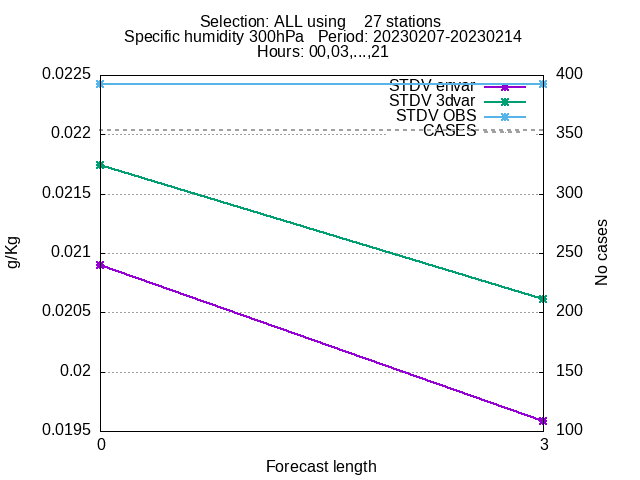 Selection: ALL using    27 stations
Specific humidity 300hPa   Period: 20230207-20230214
Hours: 00,03,...,21
0.0225
0.022
0.0215
0.021
0.0205
0.02
0.0195
g/Kg
STDV envar
STDV 3dvar
STDV OBS
CASES
400
350
300
250
200
150
100
No cases
0
3
Forecast length